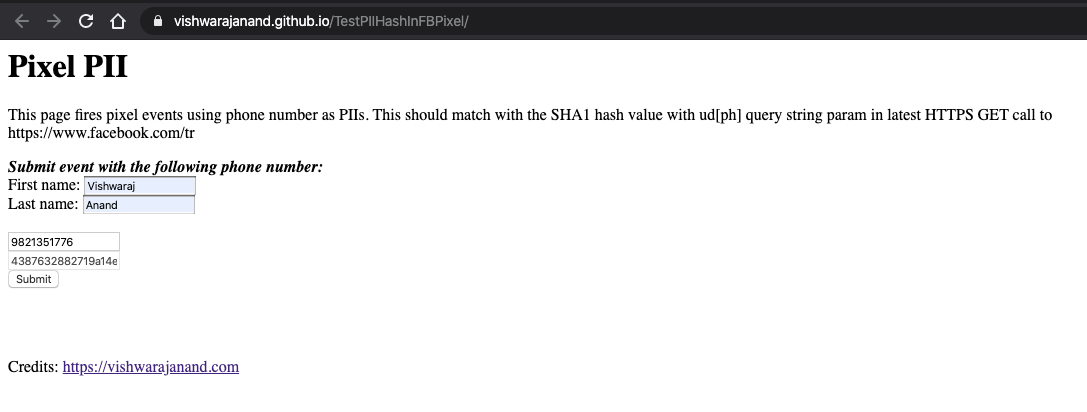 vishwarajanand.github.io/TestPIIHashInFBPixel/
Pixel PII
This page fires pixel events using phone number as PIIs. This should match with the SHA1 hash value with ud[ph] query string param in latest HTTPS GET call to
https://www.facebook.com/tr
Submit event with the following phone number:
First name: Vishwaraj
Last name: Anand
9821351776
4387632882719a14e
Submit
Credits: https://vishwarajanand.com